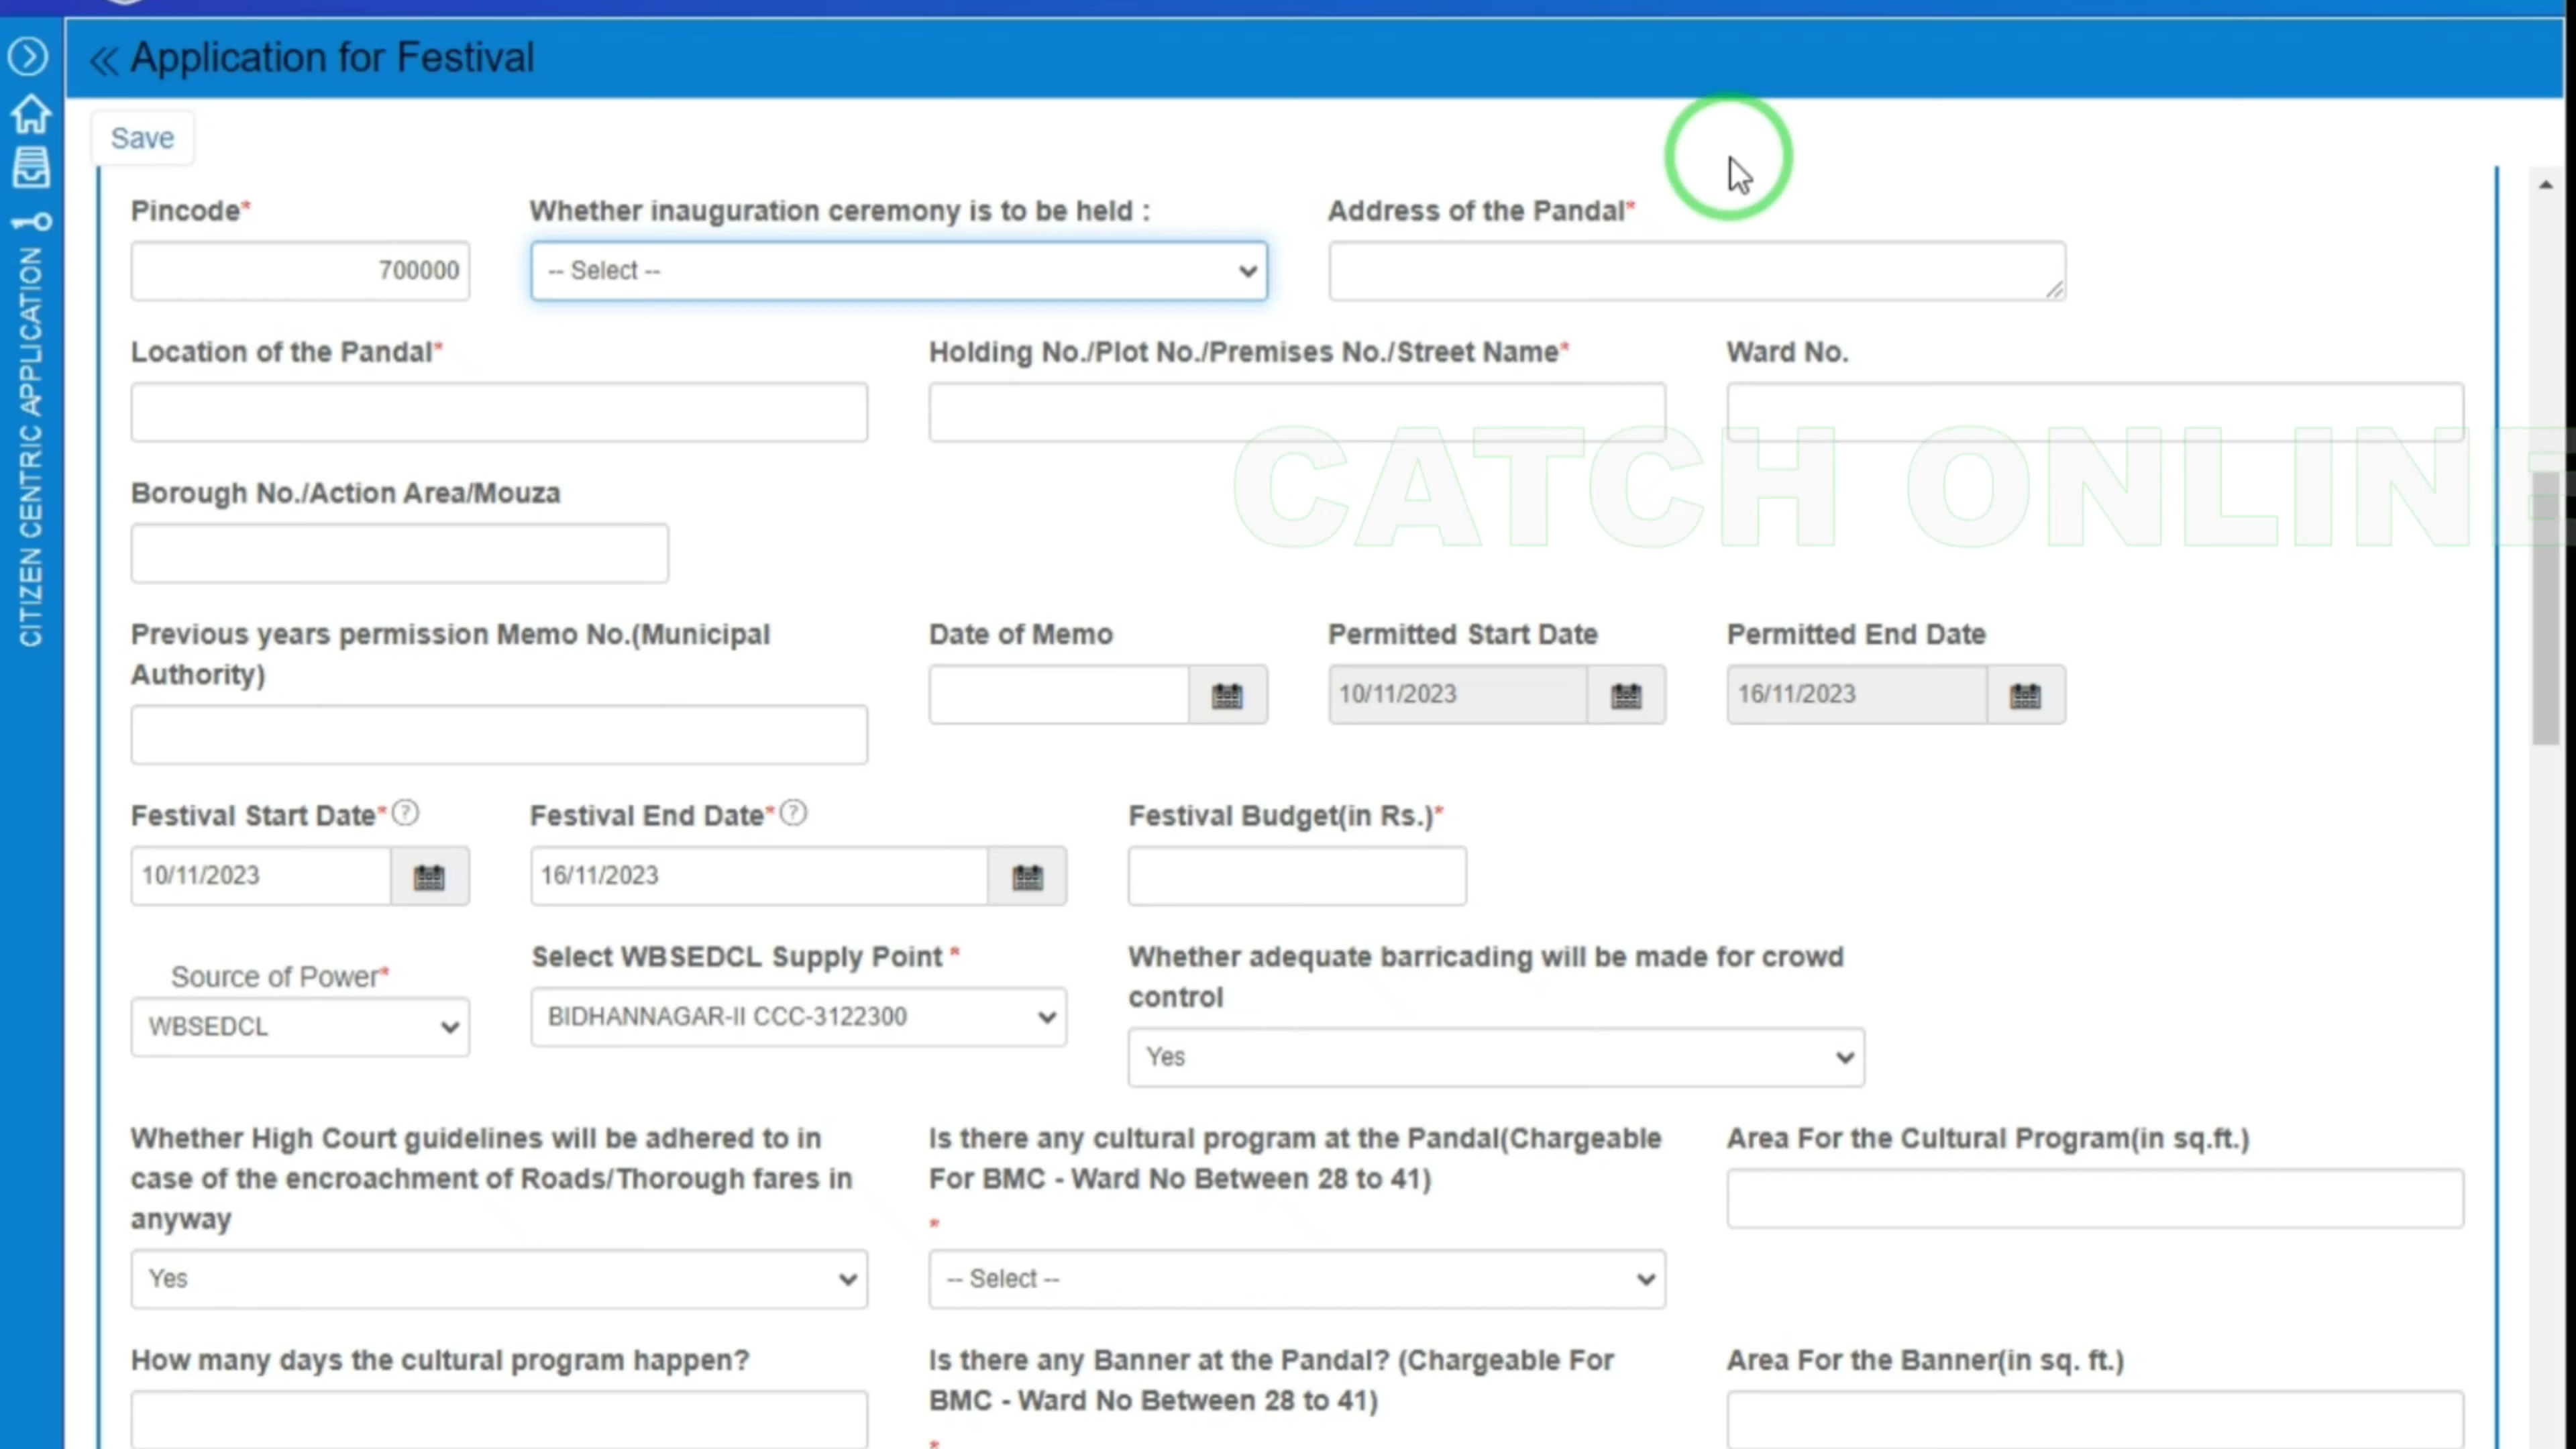 Application for Festival
Save
CITIZEN CENTRIC APPLICATION
Pincode*
Whether inauguration ceremony is to be held :
Address of the Pandal*
700000
-- Select --
Location of the Pandal*
Holding No./Plot No./Premises No./Street Name*
Ward No.
CATCH ONLINE
Borough No./Action Area/Mouza
Previous years permission Memo No.(Municipal
Authority)
Date of Memo
Permitted Start Date
Permitted End Date
10/11/2023
16/11/2023
Festival Start Date*
Festival End Date*
Festival Budget(in Rs.)*
10/11/2023
16/11/2023
Source of Power*
Select WBSEDCL Supply Point *
Whether adequate barricading will be made for crowd
control
WBSEDCL
BIDHANNAGAR-II CCC-3122300
Yes
Whether High Court guidelines will be adhered to in
case of the encroachment of Roads/Thorough fares in
anyway
Is there any cultural program at the Pandal(Chargeable
For BMC - Ward No Between 28 to 41)
*
Area For the Cultural Program(in sq.ft.)
Yes
-- Select --
How many days the cultural program happen?
Is there any Banner at the Pandal? (Chargeable For
BMC - Ward No Between 28 to 41)
*
Area For the Banner(in sq. ft.)